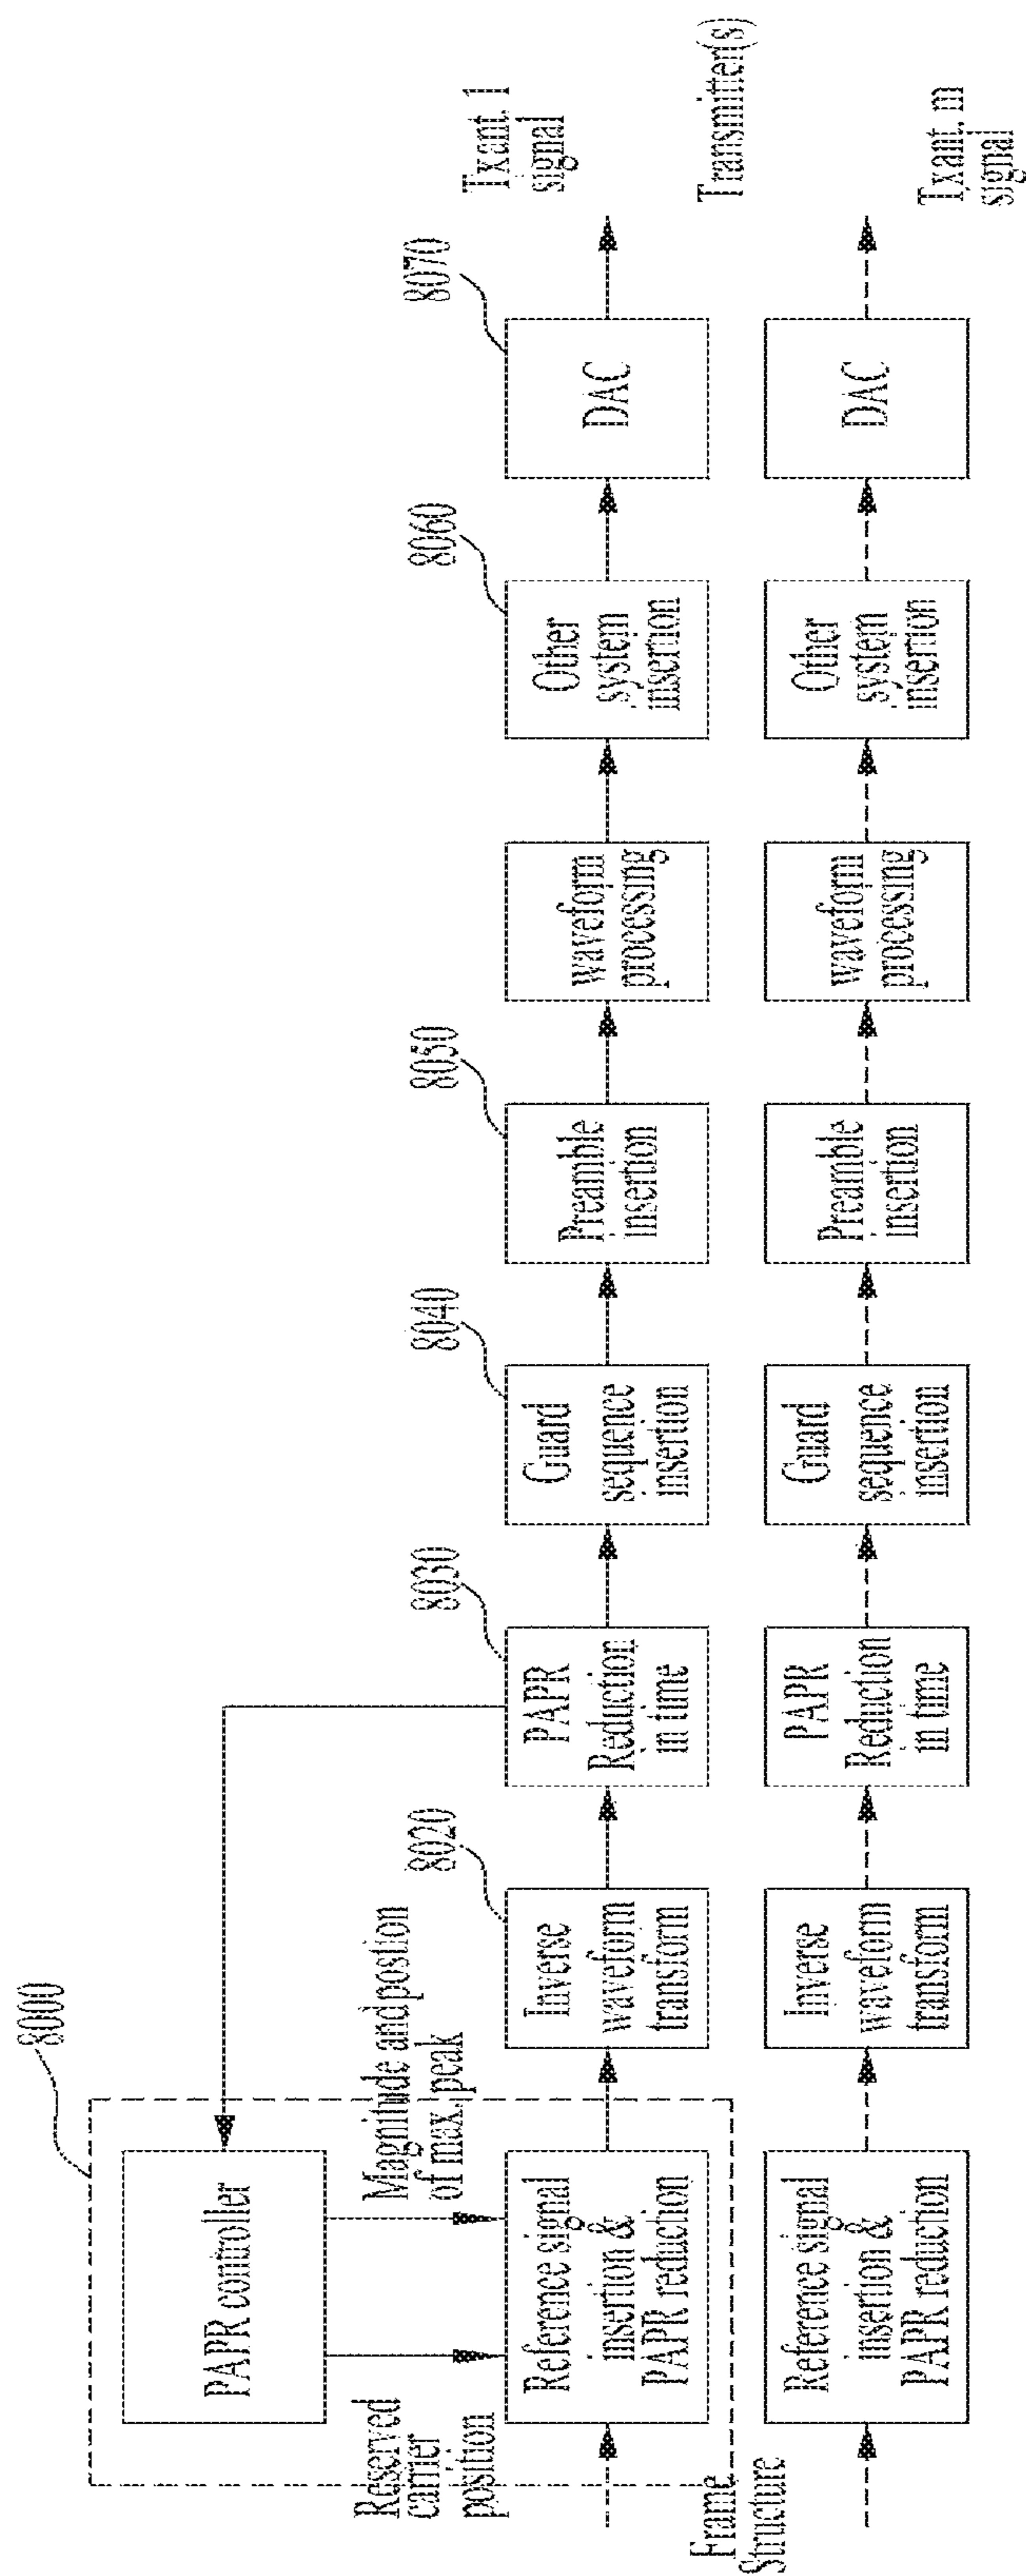 8000
PAPR controller
Reserved
carrier
position
Magnitude and postion
of max. peak
Frame
Structure
Reference signal
insertion &
PAPR reduction
8020
Inverse
waveform
transform
8030
PAPR
Reduction
in time
8040
Guard
sequence
insertion
8050
Preamble
insertion
waveform
processing
8060
Other
system
insertion
8070
DAC
Txant. 1
signal
Transmitter(s)
Reference signal
insertion &
PAPR reduction
Inverse
waveform
transform
PAPR
Reduction
in time
Guard
sequence
insertion
Preamble
insertion
waveform
processing
Other
system
insertion
DAC
Txant. m
signal